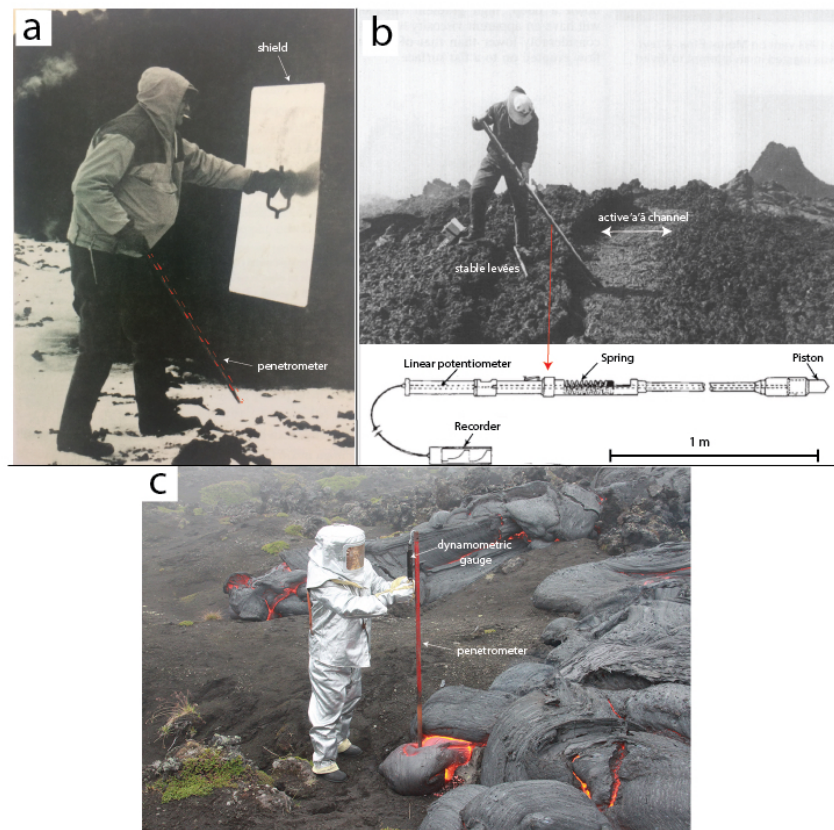 a
shield
penetrometer
b
active'a'ā channel
stable levées
Linear potentiometer
Spring
Piston
Recorder
1 m
c
dynamometric
gauge
penetrometer